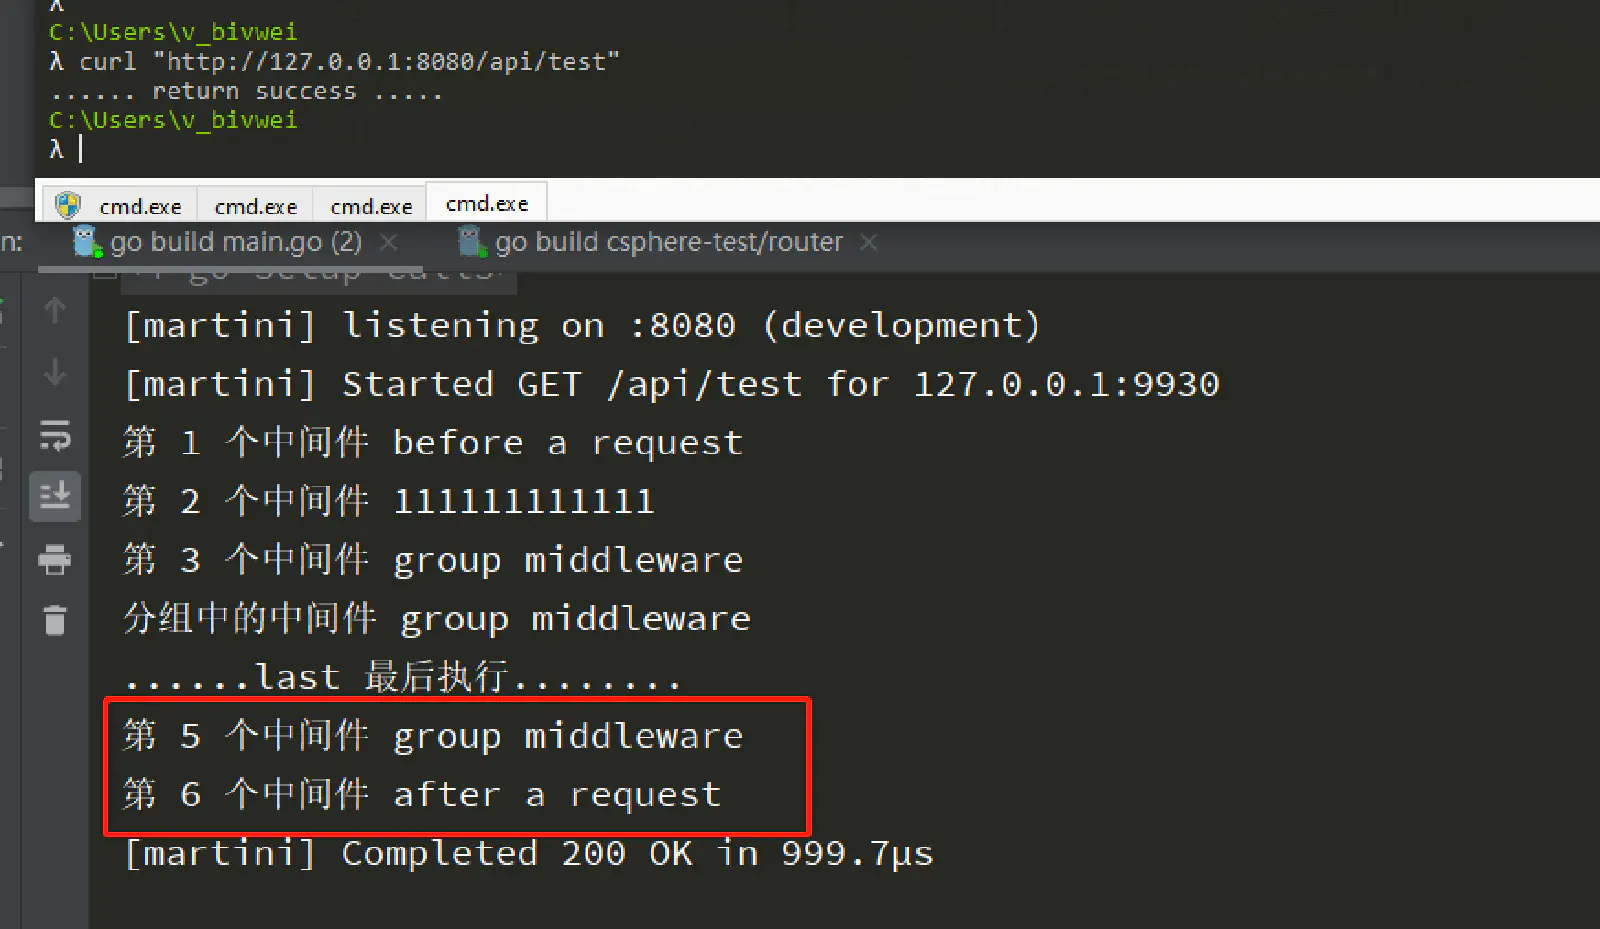 λ
C:\Users\v_bivwei
λ curl "http://127.0.0.1:8080/api/test"
...... return success .....
C:\Users\v_bivwei
λ
cmd.exe cmd.exe cmd.exe cmd.exe
n: go build main.go (2) × go build csphere-test/router ×
go setup calls
[martini] listening on :8080 (development)
[martini] Started GET /api/test for 127.0.0.1:9930
第 1 个中间件 before a request
第 2 个中间件 111111111111
第 3 个中间件 group middleware
分组中的中间件 group middleware
......last 最后执行........
第 5 个中间件 group middleware
第 6 个中间件 after a request
[martini] Completed 200 OK in 999.7µs